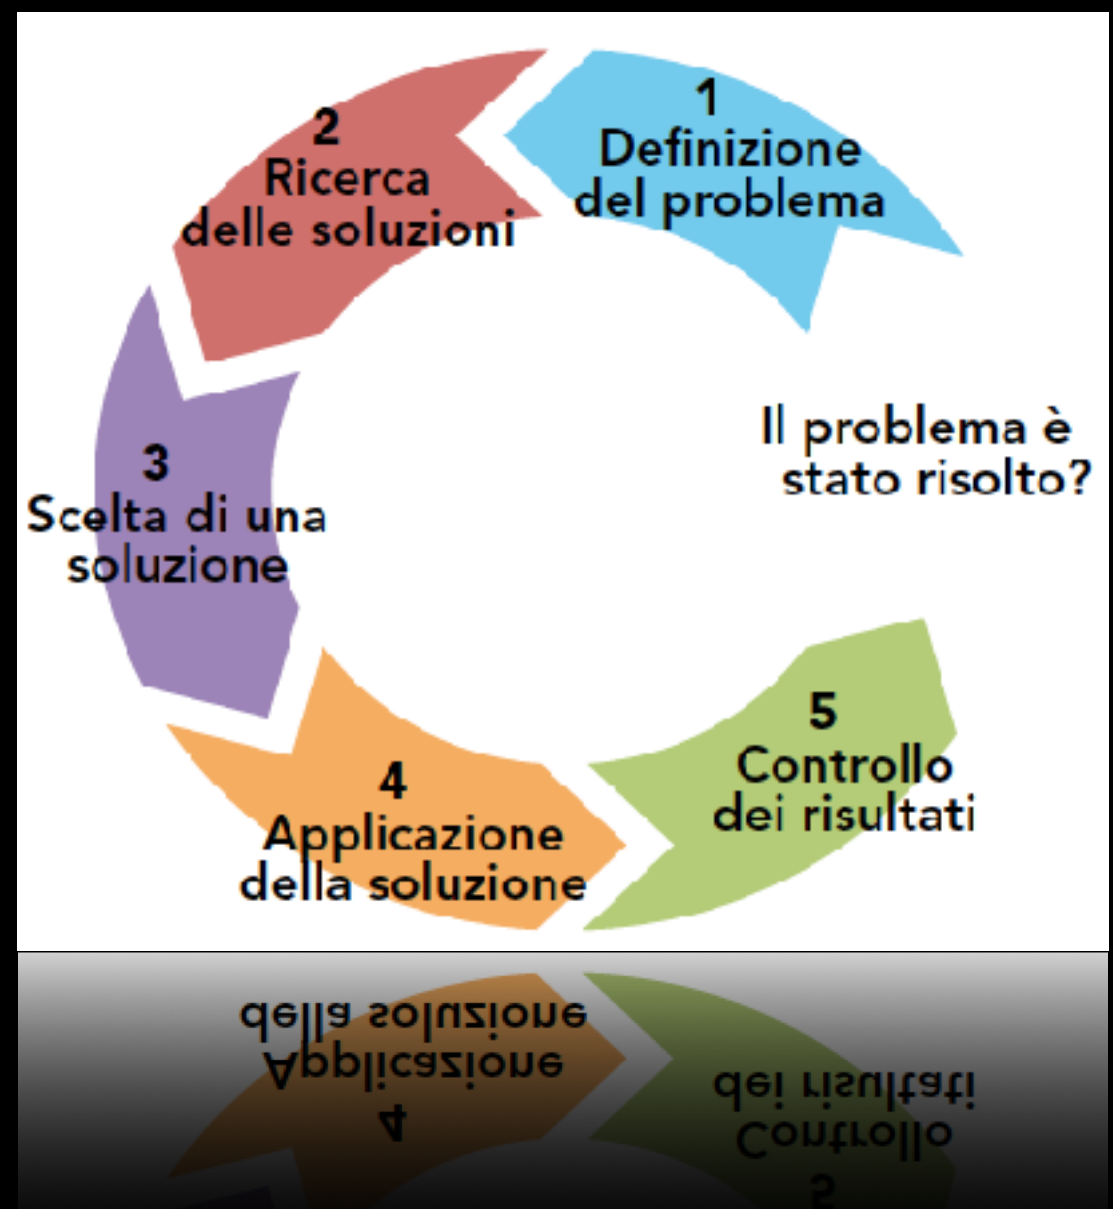 1
Definizione
del problema
2
Ricerca
delle soluzioni
3
Scelta di una
soluzione
4
Applicazione
della soluzione
5
Controllo
dei risultati
Il problema è
stato risolto?